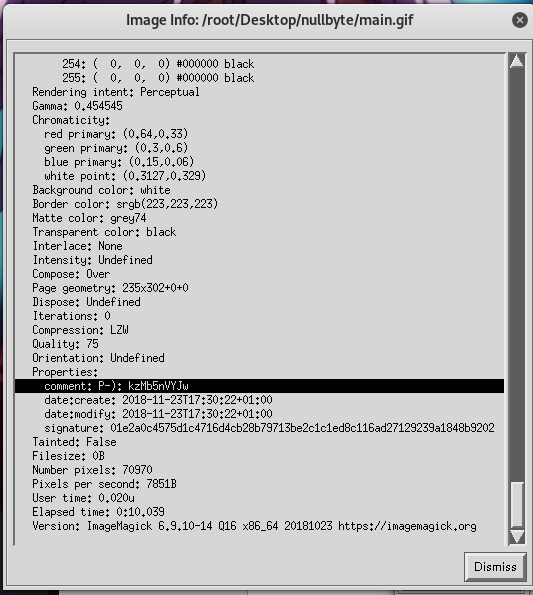 Image Info: /root/Desktop/nullbyte/main.gif
254: (  0,  0,  0) #000000 black
255: (  0,  0,  0) #000000 black
Rendering intent: Perceptual
Gamma: 0.454545
Chromaticity:
red primary: (0.64,0.33)
green primary: (0.3,0.6)
blue primary: (0.15,0.06)
white point: (0.3127,0.329)
Background color: white
Border color: srgb(223,223,223)
Matte color: grey74
Transparent color: black
Interlace: None
Intensity: Undefined
Compose: Over
Page geometry: 235x302+0+0
Dispose: Undefined
Iterations: 0
Compression: LZW
Quality: 75
Orientation: Undefined
Properties:
comment: P-): kzMb5nVYJw
date:create: 2018-11-23T17:30:22+01:00
date:modify: 2018-11-23T17:30:22+01:00
signature: 01e2a0c4575d1c4716d4cb28b79713be2c1c1ed8c116ad27129239a1848b9202
Tainted: False
Filesize: 0B
Number pixels: 70970
Pixels per second: 7851B
User time: 0.020u
Elapsed time: 0:10.039
Version: ImageMagick 6.9.10-14 Q16 x86_64 20181023 https://imagemagick.org
Dismiss